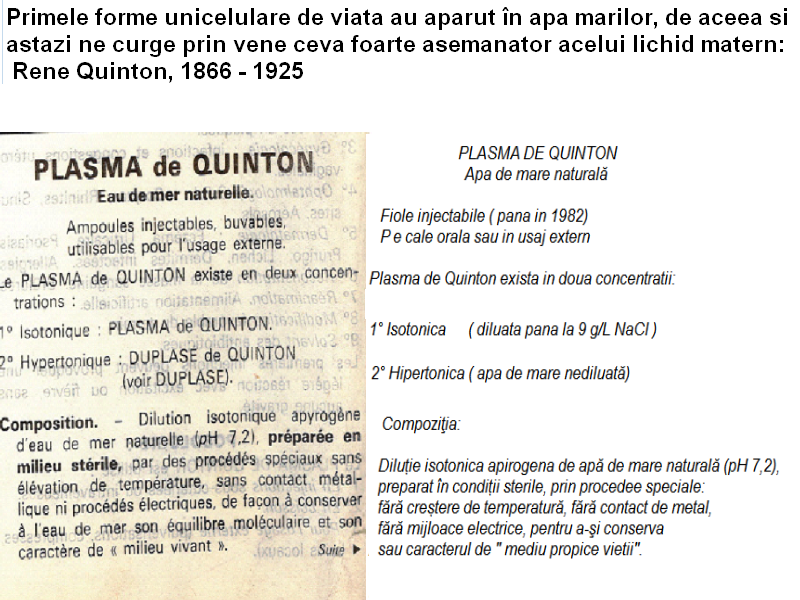 Primele forme unicelulare de viata au aparut în apa marilor, de aceea si
astazi ne curge prin vene ceva foarte asemanator acelui lichid matern:
Rene Quinton, 1866 - 1925
PLASMA de QUINTON
Eau de mer naturelle.
Ampoules injectables, buvables,
utilisables pour l'usage externe.
Le PLASMA de QUINTON existe en deux concen-
trations :
1° Isotonique : PLASMA de QUINTON.
2° Hypertonique : DUPLASE de QUINTON
(voir DUPLASE).
Composition. – Dilution isotonique apyrogène
d'eau de mer naturelle (pH 7,2), préparée en
milieu stérile, par des procédés spéciaux sans
élévation de température, sans contact métal-
lique ni procédés électriques, de façon à conserver
à l'eau de mer son équilibre moléculaire et son
caractère de « milieu vivant ».
Suite ►
PLASMA DE QUINTON
Apa de mare naturală
Fiole injectabile ( pana in 1982)
P e cale orala sau in usaj extern
Plasma de Quinton exista in doua concentratii:
1° Isotonica ( diluata pana la 9 g/L NaCl )
2° Hipertonica ( apa de mare nediluată)
Compoziţia:
Diluție isotonica apirogena de apă de mare naturală (pH 7,2),
preparat în condiții sterile, prin procedee speciale:
fără creștere de temperatură, fără contact de metal,
fără mijloace electrice, pentru a-şi conserva
sau caracterul de " mediu propice vietii".